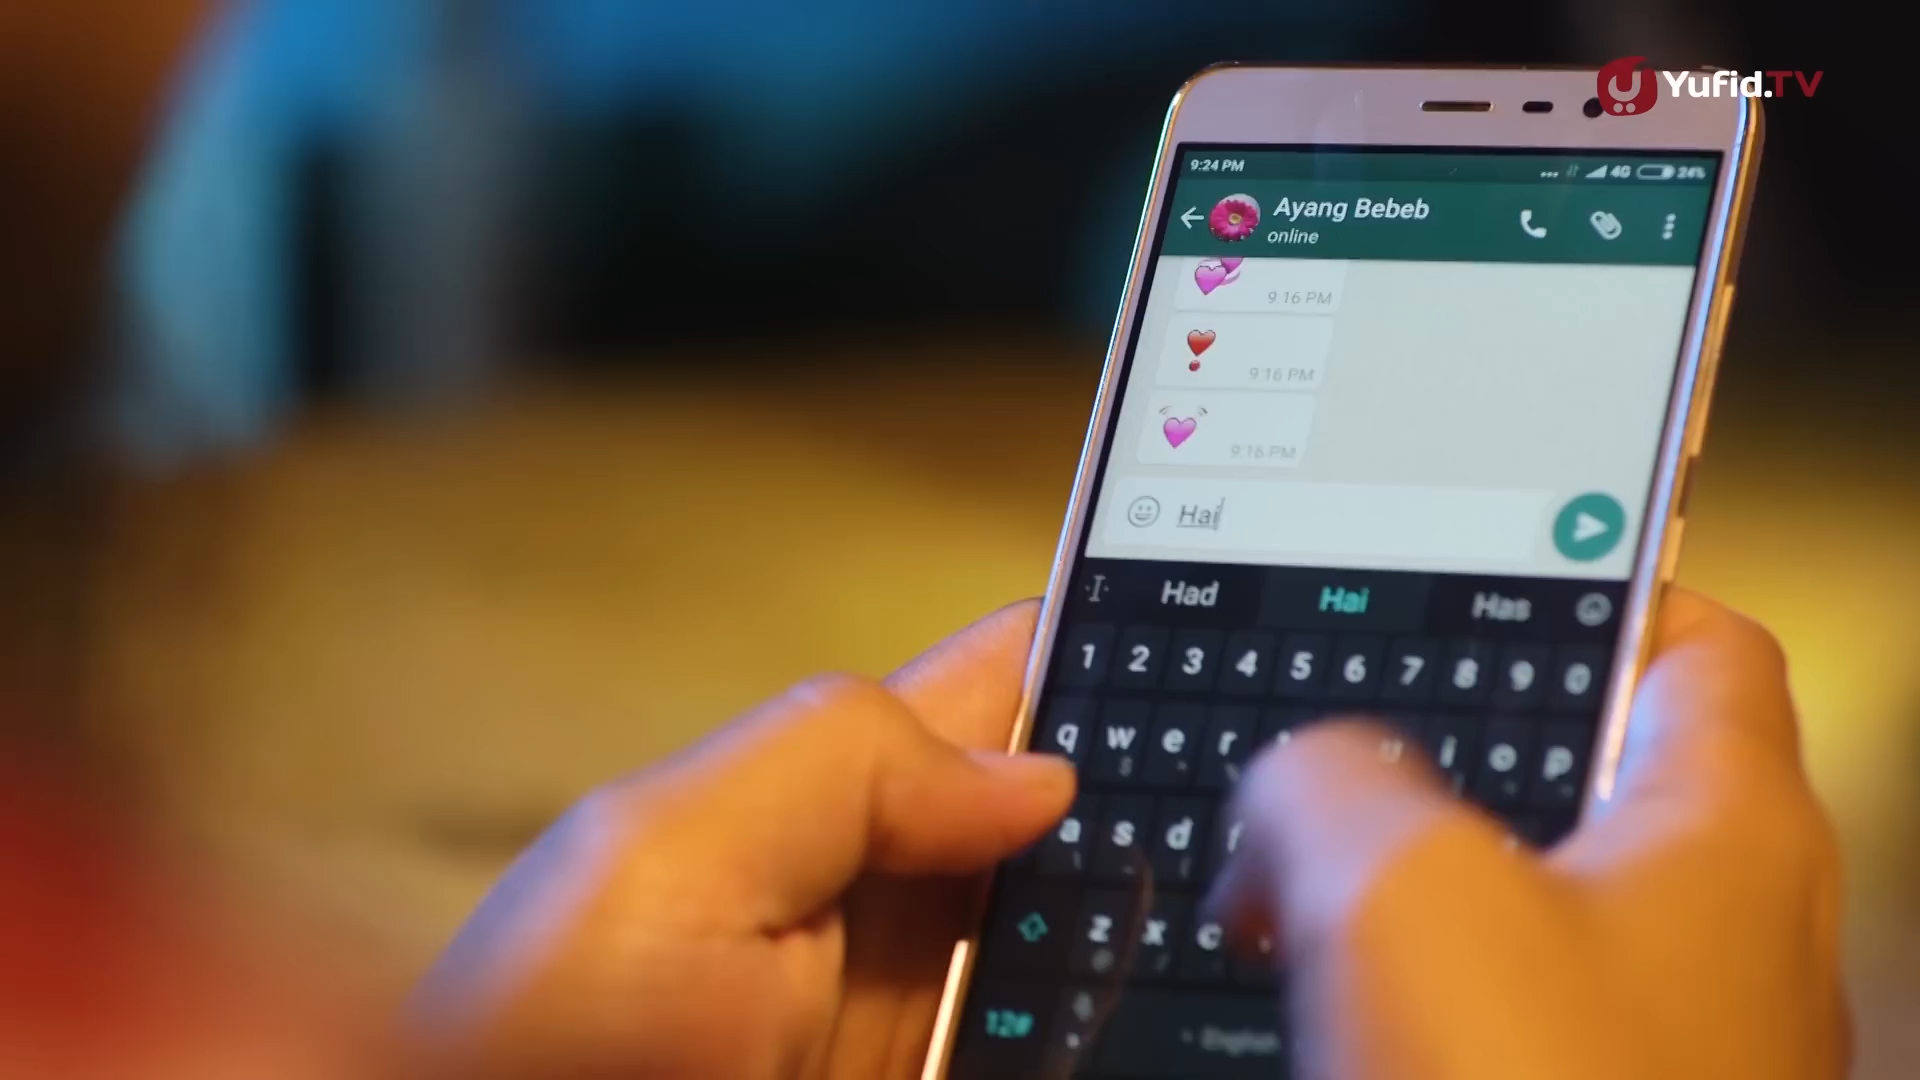 Yufid.TV
9:24 PM
4G 24%
Ayang Bebeb
online
9:16 PM
9:16 PM
9:16 PM
Hai
Had Hai Has
1 2 3 4 5 6 7 8 9 0
q w e r u i o p
a s d f
z x c
12# English